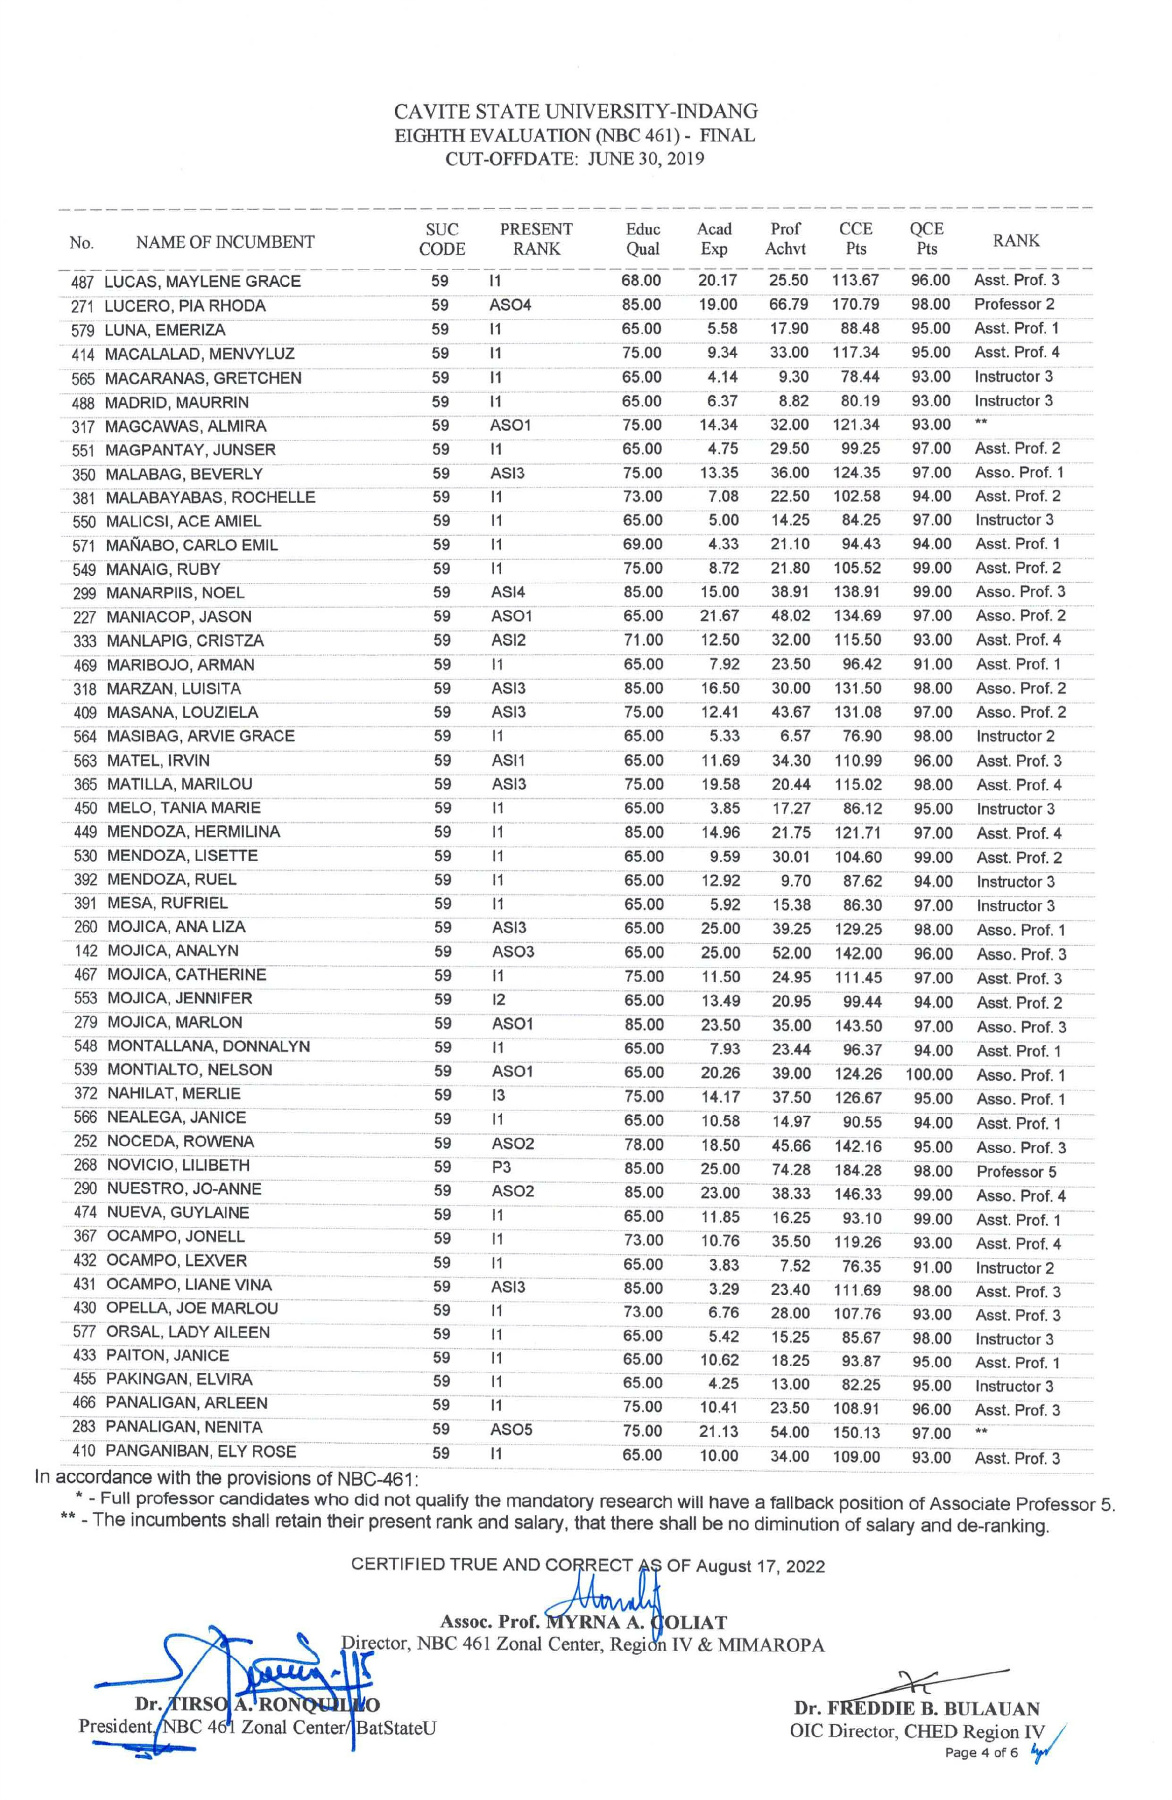 CAVITE STATE UNIVERSITY-INDANG
EIGHTH EVALUATION (NBC 461) - FINAL
CUT-OFFDATE: JUNE 30, 2019
No. NAME OF INCUMBENT SUC CODE PRESENT RANK Educ Qual Acad Exp Prof Achvt CCE Pts QCE Pts RANK
487 LUCAS, MAYLENE GRACE 59 I1 68.00 20.17 25.50 113.67 96.00 Asst. Prof. 3
271 LUCERO, PIA RHODA 59 ASO4 85.00 19.00 66.79 170.79 98.00 Professor 2
579 LUNA, EMERIZA 59 I1 65.00 5.58 17.90 88.48 95.00 Asst. Prof. 1
414 MACALALAD, MENVYLUZ 59 I1 75.00 9.34 33.00 117.34 95.00 Asst. Prof. 4
565 MACARANAS, GRETCHEN 59 I1 65.00 4.14 9.30 78.44 93.00 Instructor 3
488 MADRID, MAURRIN 59 I1 65.00 6.37 8.82 80.19 93.00 Instructor 3
317 MAGCAWAS, ALMIRA 59 ASO1 75.00 14.34 32.00 121.34 93.00 **
551 MAGPANTAY, JUNSER 59 I1 65.00 4.75 29.50 99.25 97.00 Asst. Prof. 2
350 MALABAG, BEVERLY 59 ASI3 75.00 13.35 36.00 124.35 97.00 Asso. Prof. 1
381 MALABAYABAS, ROCHELLE 59 I1 73.00 7.08 22.50 102.58 94.00 Asst. Prof. 2
550 MALICSI, ACE AMIEL 59 I1 65.00 5.00 14.25 84.25 97.00 Instructor 3
571 MAÑABO, CARLO EMIL 59 I1 69.00 4.33 21.10 94.43 94.00 Asst. Prof. 1
549 MANAIG, RUBY 59 I1 75.00 8.72 21.80 105.52 99.00 Asst. Prof. 2
299 MANARPIIS, NOEL 59 ASI4 85.00 15.00 38.91 138.91 99.00 Asso. Prof. 3
227 MANIACOP, JASON 59 ASO1 65.00 21.67 48.02 134.69 97.00 Asso. Prof. 2
333 MANLAPIG, CRISTZA 59 ASI2 71.00 12.50 32.00 115.50 93.00 Asst. Prof. 4
469 MARIBOJO, ARMAN 59 I1 65.00 7.92 23.50 96.42 91.00 Asst. Prof. 1
318 MARZAN, LUISITA 59 ASI3 85.00 16.50 30.00 131.50 98.00 Asso. Prof. 2
409 MASANA, LOUZIELA 59 ASI3 75.00 12.41 43.67 131.08 97.00 Asso. Prof. 2
564 MASIBAG, ARVIE GRACE 59 I1 65.00 5.33 6.57 76.90 98.00 Instructor 2
563 MATEL, IRVIN 59 ASI1 65.00 11.69 34.30 110.99 96.00 Asst. Prof. 3
365 MATILLA, MARILOU 59 ASI3 75.00 19.58 20.44 115.02 98.00 Asst. Prof. 4
450 MELO, TANIA MARIE 59 I1 65.00 3.85 17.27 86.12 95.00 Instructor 3
449 MENDOZA, HERMILINA 59 I1 85.00 14.96 21.75 121.71 97.00 Asst. Prof. 4
530 MENDOZA, LISETTE 59 I1 65.00 9.59 30.01 104.60 99.00 Asst. Prof. 2
392 MENDOZA, RUEL 59 I1 65.00 12.92 9.70 87.62 94.00 Instructor 3
391 MESA, RUFRIEL 59 I1 65.00 5.92 15.38 86.30 97.00 Instructor 3
260 MOJICA, ANA LIZA 59 ASI3 65.00 25.00 39.25 129.25 98.00 Asso. Prof. 1
142 MOJICA, ANALYN 59 ASO3 65.00 25.00 52.00 142.00 96.00 Asso. Prof. 3
467 MOJICA, CATHERINE 59 I1 75.00 11.50 24.95 111.45 97.00 Asst. Prof. 3
553 MOJICA, JENNIFER 59 I2 65.00 13.49 20.95 99.44 94.00 Asst. Prof. 2
279 MOJICA, MARLON 59 ASO1 85.00 23.50 35.00 143.50 97.00 Asso. Prof. 3
548 MONTALLANA, DONNALYN 59 I1 65.00 7.93 23.44 96.37 94.00 Asst. Prof. 1
539 MONTIALTO, NELSON 59 ASO1 65.00 20.26 39.00 124.26 100.00 Asso. Prof. 1
372 NAHILAT, MERLIE 59 I3 75.00 14.17 37.50 126.67 95.00 Asso. Prof. 1
566 NEALEGA, JANICE 59 I1 65.00 10.58 14.97 90.55 94.00 Asst. Prof. 1
252 NOCEDA, ROWENA 59 ASO2 78.00 18.50 45.66 142.16 95.00 Asso. Prof. 3
268 NOVICIO, LILIBETH 59 P3 85.00 25.00 74.28 184.28 98.00 Professor 5
290 NUESTRO, JO-ANNE 59 ASO2 85.00 23.00 38.33 146.33 99.00 Asso. Prof. 4
474 NUEVA, GUYLAINE 59 I1 65.00 11.85 16.25 93.10 99.00 Asst. Prof. 1
367 OCAMPO, JONELL 59 I1 73.00 10.76 35.50 119.26 93.00 Asst. Prof. 4
432 OCAMPO, LEXVER 59 I1 65.00 3.83 7.52 76.35 91.00 Instructor 2
431 OCAMPO, LIANE VINA 59 ASI3 85.00 3.29 23.40 111.69 98.00 Asst. Prof. 3
430 OPELLA, JOE MARLOU 59 I1 73.00 6.76 28.00 107.76 93.00 Asst. Prof. 3
577 ORSAL, LADY AILEEN 59 I1 65.00 5.42 15.25 85.67 98.00 Instructor 3
433 PAITON, JANICE 59 I1 65.00 10.62 18.25 93.87 95.00 Asst. Prof. 1
455 PAKINGAN, ELVIRA 59 I1 65.00 4.25 13.00 82.25 95.00 Instructor 3
466 PANALIGAN, ARLEEN 59 I1 75.00 10.41 23.50 108.91 96.00 Asst. Prof. 3
283 PANALIGAN, NENITA 59 ASO5 75.00 21.13 54.00 150.13 97.00 **
410 PANGANIBAN, ELY ROSE 59 I1 65.00 10.00 34.00 109.00 93.00 Asst. Prof. 3
In accordance with the provisions of NBC-461:
* - Full professor candidates who did not qualify the mandatory research will have a fallback position of Associate Professor 5.
** - The incumbents shall retain their present rank and salary, that there shall be no diminution of salary and de-ranking.
CERTIFIED TRUE AND CORRECT AS OF August 17, 2022
Assoc. Prof. MYRNA A. COLIAT
Director, NBC 461 Zonal Center, Region IV & MIMAROPA
Dr. TIRSO A. RONQUILLO
President, NBC 461 Zonal Center/ BatStateU
Dr. FREDDIE B. BULAUAN
OIC Director, CHED Region IV
Page 4 of 6